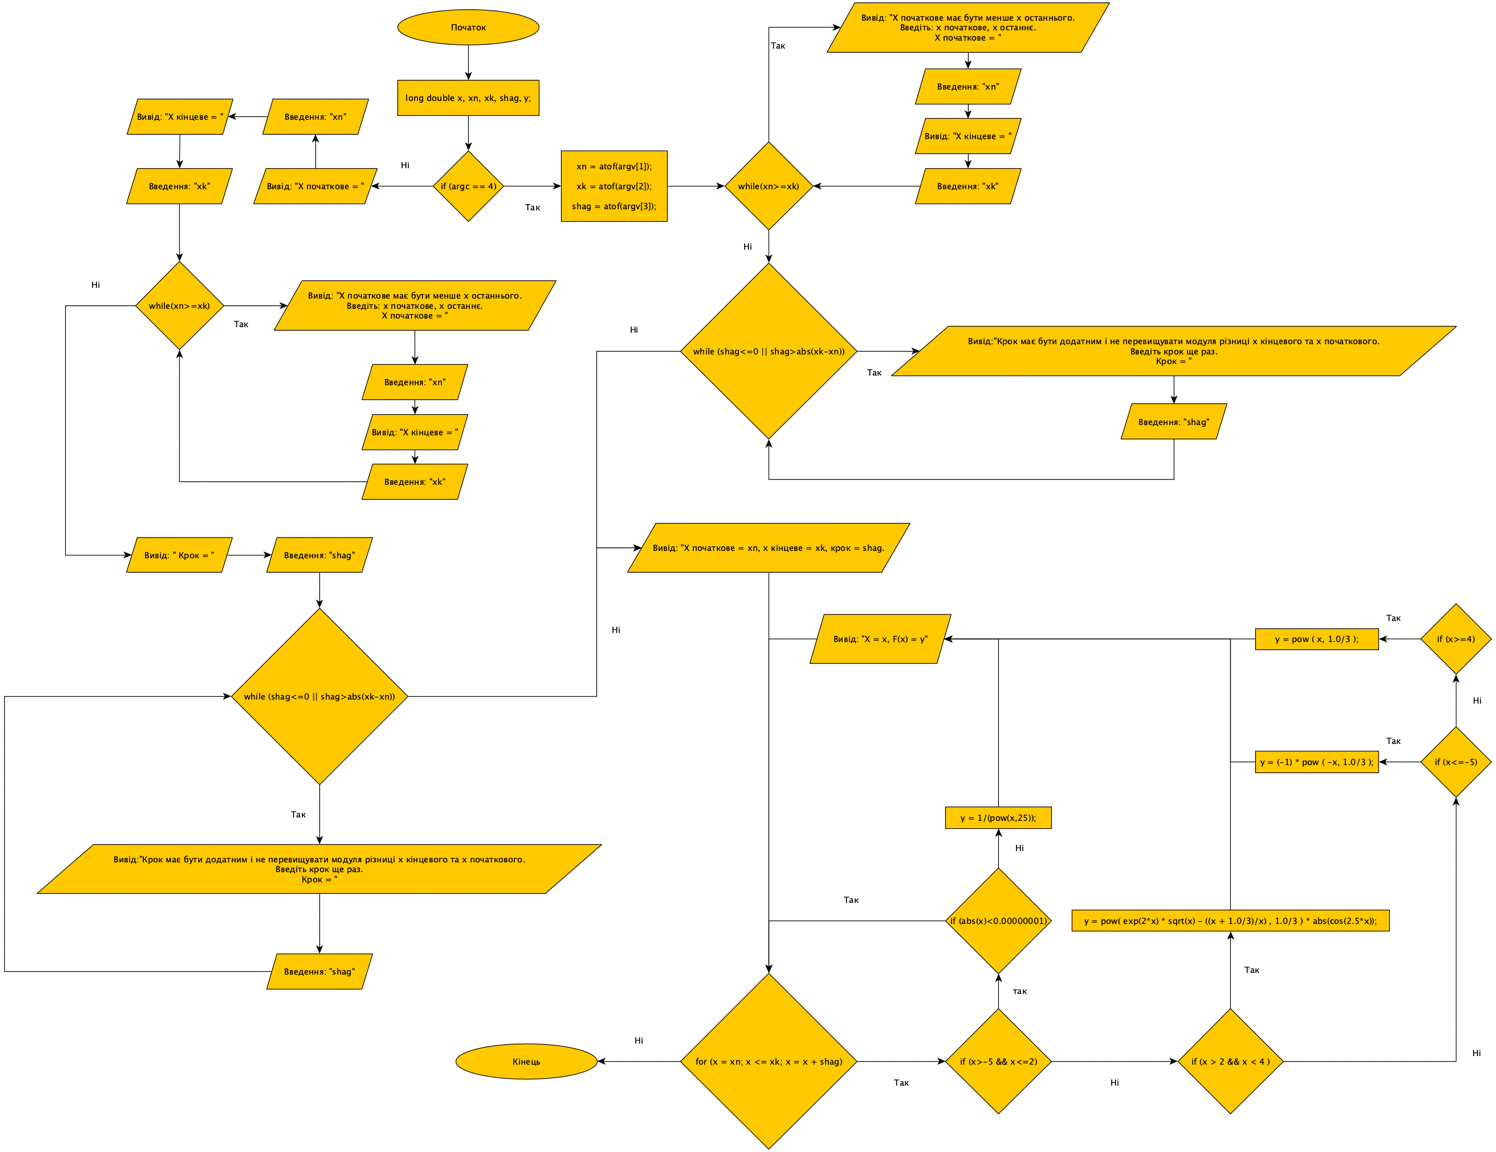 Початок
long double x, xn, xk, shag, y;
if (argc == 4)
Ні
Так
Вивід: "X початкове = "
Введення: "xn"
Вивід: "X кінцеве = "
Введення: "xk"
xn = atof(argv[1]);
xk = atof(argv[2]);
shag = atof(argv[3]);
while(xn>=xk)
Так
Вивід: "X початкове має бути менше x останнього.
Введіть: x початкове, x останнє.
X початкове = "
Введення: "xn"
Вивід: "X кінцеве = "
Введення: "xk"
Ні
while(xn>=xk)
Ні
Так
Вивід: "X початкове має бути менше x останнього.
Введіть: x початкове, x останнє.
X початкове = "
Введення: "xn"
Вивід: "X кінцеве = "
Введення: "xk"
while (shag<=0 || shag>abs(xk-xn))
Ні
Так
Вивід:"Крок має бути додатним і не перевищувати модуля різниці x кінцевого та x початкового.
Введіть крок ще раз.
Крок = "
Введення: "shag"
Вивід: " Крок = "
Введення: "shag"
while (shag<=0 || shag>abs(xk-xn))
Ні
Так
Вивід:"Крок має бути додатним і не перевищувати модуля різниці x кінцевого та x початкового.
Введіть крок ще раз.
Крок = "
Введення: "shag"
Вивід: "X початкове = xn, x кінцеве = xk, крок = shag.
Вивід: "X = x, F(x) = y"
y = pow ( x, 1.0/3 );
Так
if (x>=4)
Ні
y = (-1) * pow ( -x, 1.0/3 );
Так
if (x<=-5)
y = 1/(pow(x,25));
Ні
Так
if (abs(x)<0.00000001)
y = pow( exp(2*x) * sqrt(x) - ((x + 1.0/3)/x) , 1.0/3 ) * abs(cos(2.5*x));
Так
так
Кінець
Ні
for (x = xn; x <= xk; x = x + shag)
Так
if (x>-5 && x<=2)
Ні
if (x > 2 && x < 4 )
Ні